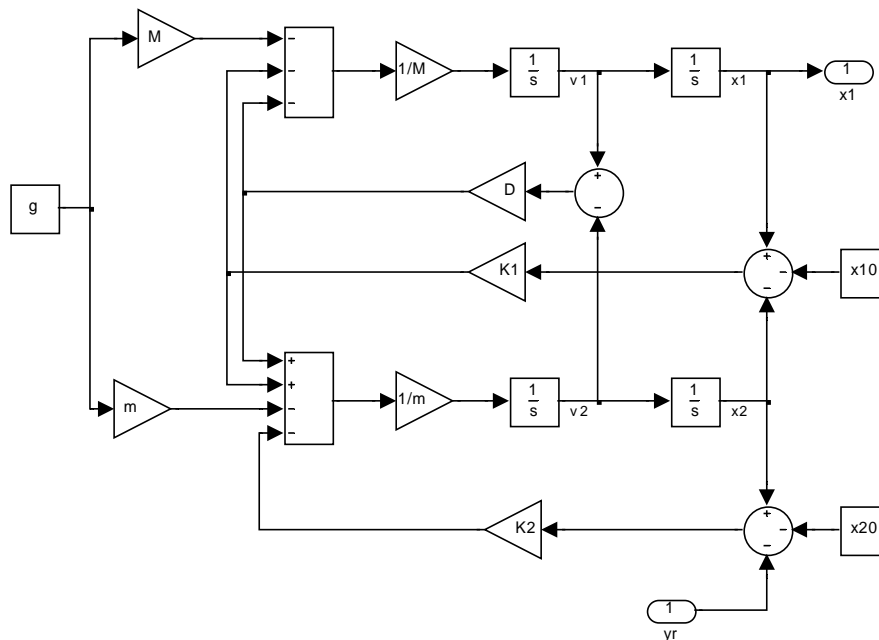 M
−
−
−
1/M
1
s
v1
1
s
x1
1
x1
+
−
D
g
K1
+
−
−
x10
+
+
−
−
m
1/m
1
s
v2
1
s
x2
K2
+
−
−
x20
1
yr